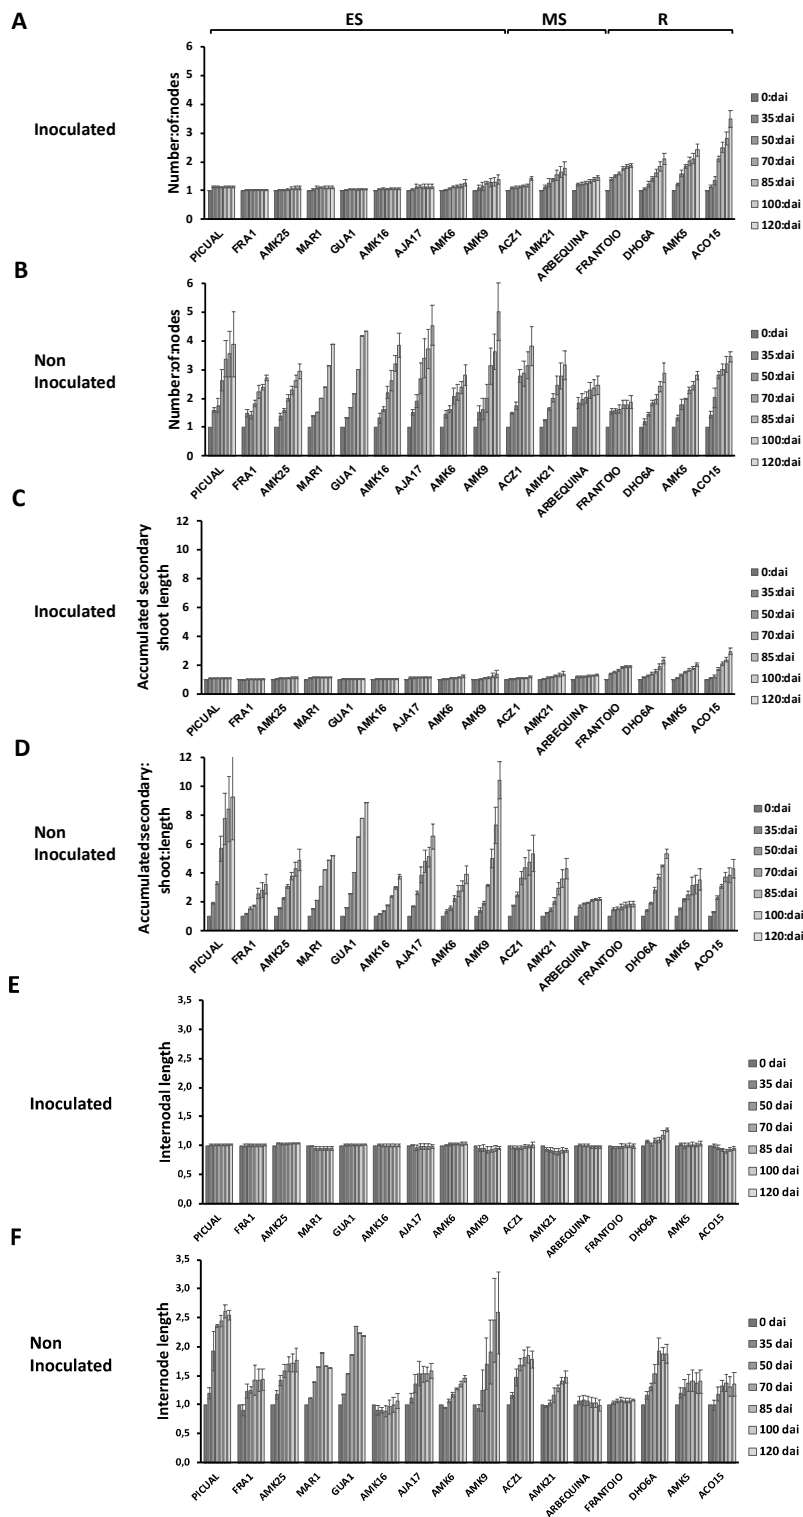 A
ES MS R
Inoculated
Number:of:nodes
6
5
4
3
2
1
0
0:dai
35:dai
50:dai
70:dai
85:dai
100:dai
120:dai
PICUAL FRA1 AMK25 MAR1 GUA1 AMK16 AJA17 AMK6 AMK9 ACZ1 AMK21 ARBEQUINA FRANTOIO DHO6A AMK5 ACO15
B
Non
Inoculated
Number:of:nodes
6
5
4
3
2
1
0
0:dai
35:dai
50:dai
70:dai
85:dai
100:dai
120:dai
PICUAL FRA1 AMK25 MAR1 GUA1 AMK16 AJA17 AMK6 AMK9 ACZ1 AMK21 ARBEQUINA FRANTOIO DHO6A AMK5 ACO15
C
Inoculated
Accumulated secondary
shoot length
12
10
8
6
4
2
0
0:dai
35:dai
50:dai
70:dai
85:dai
100:dai
120:dai
PICUAL FRA1 AMK25 MAR1 GUA1 AMK16 AJA17 AMK6 AMK9 ACZ1 AMK21 ARBEQUINA FRANTOIO DHO6A AMK5 ACO15
D
Non
Inoculated
Accumulated:secondary:
shoot:length
12
10
8
6
4
2
0
0:dai
35:dai
50:dai
70:dai
85:dai
100:dai
120:dai
PICUAL FRA1 AMK25 MAR1 GUA1 AMK16 AJA17 AMK6 AMK9 ACZ1 AMK21 ARBEQUINA FRANTOIO DHO6A AMK5 ACO15
E
Inoculated
Internodal length
3,5
3,0
2,5
2,0
1,5
1,0
0,5
0,0
0 dai
35 dai
50 dai
70 dai
85 dai
100 dai
120 dai
PICUAL FRA1 AMK25 MAR1 GUA1 AMK16 AJA17 AMK6 AMK9 ACZ1 AMK21 ARBEQUINA FRANTOIO DHO6A AMK5 ACO15
F
Non
Inoculated
Internode length
3,5
3,0
2,5
2,0
1,5
1,0
0,5
0,0
0 dai
35 dai
50 dai
70 dai
85 dai
100 dai
120 dai
PICUAL FRA1 AMK25 MAR1 GUA1 AMK16 AJA17 AMK6 AMK9 ACZ1 AMK21 ARBEQUINA FRANTOIO DHO6A AMK5 ACO15